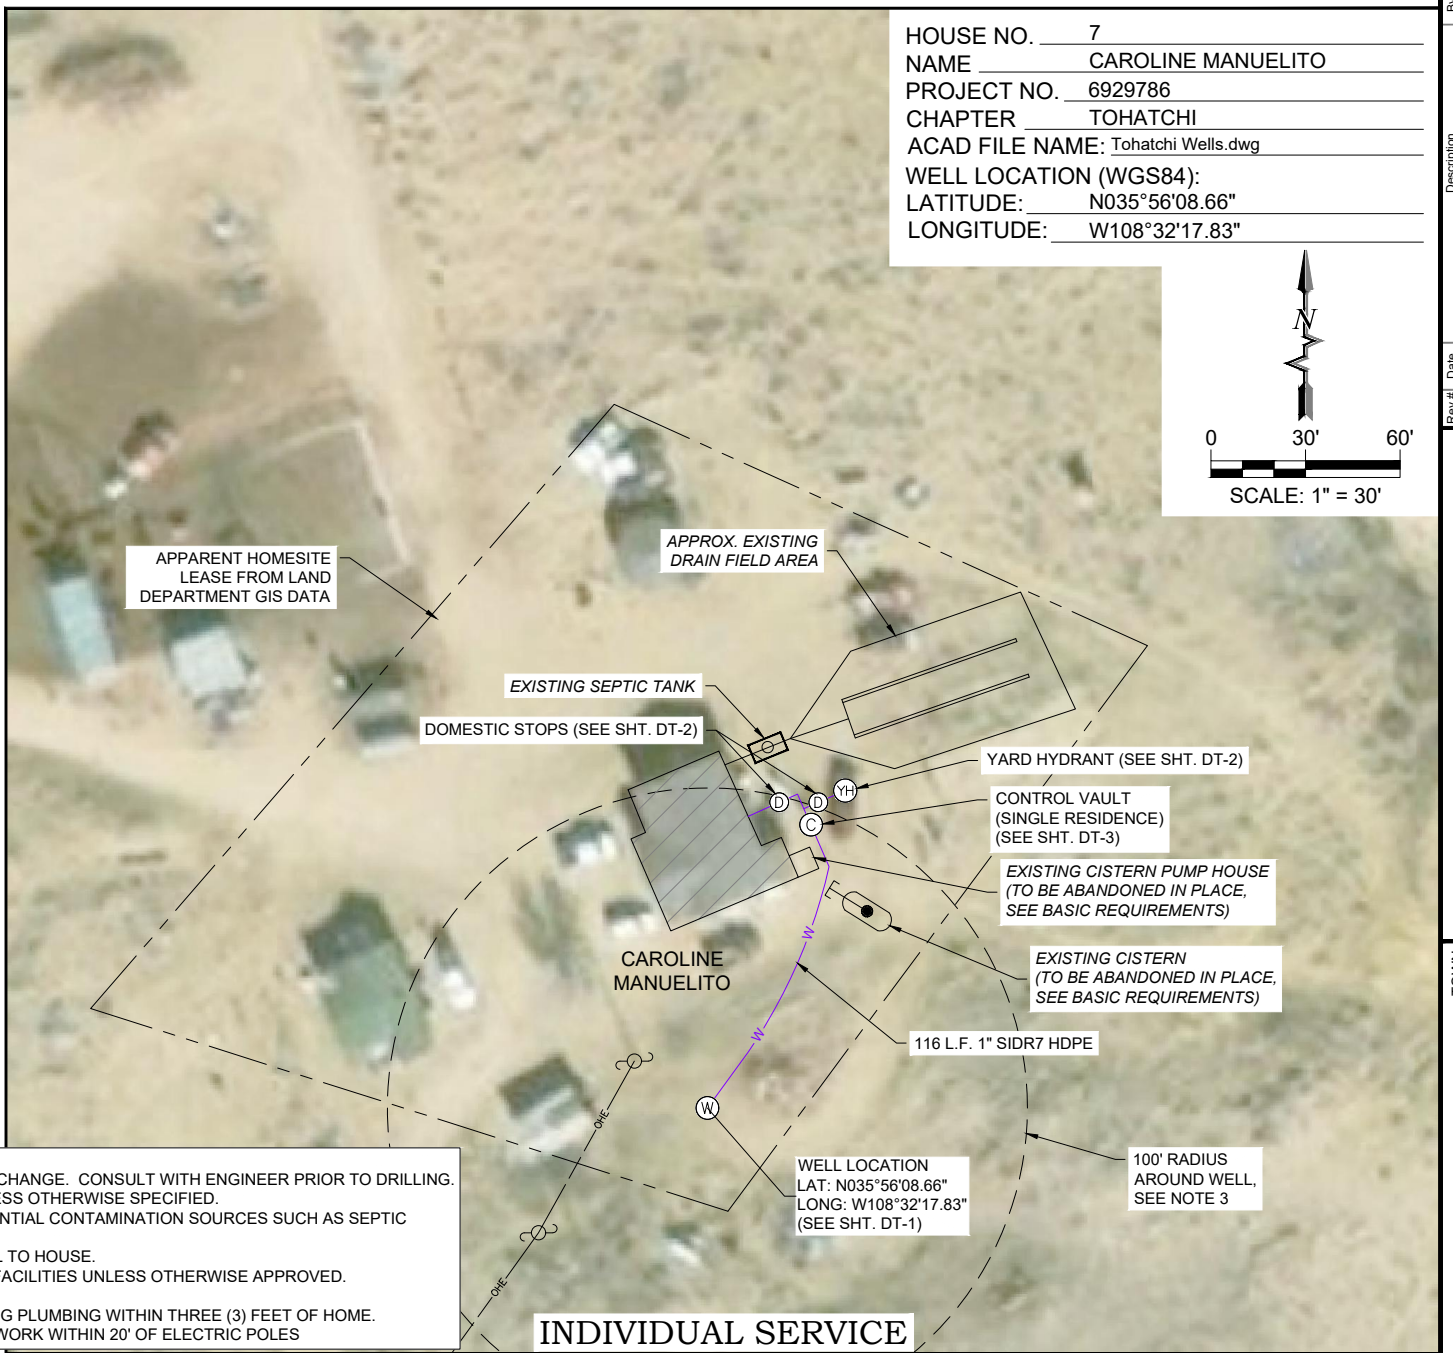 HOUSE NO. 7
NAME CAROLINE MANUELITO
PROJECT NO. 6929786
CHAPTER TOHATCHI
ACAD FILE NAME: Tohatchi Wells.dwg
WELL LOCATION (WGS84):
LATITUDE: N035°56'08.66"
LONGITUDE: W108°32'17.83"
N
0 30' 60'
SCALE: 1" = 30'
By
Description
Date
Rev #
APPARENT HOMESITE
LEASE FROM LAND
DEPARTMENT GIS DATA
APPROX. EXISTING
DRAIN FIELD AREA
EXISTING SEPTIC TANK
DOMESTIC STOPS (SEE SHT. DT-2)
YARD HYDRANT (SEE SHT. DT-2)
D
D
YH
C
CONTROL VAULT
(SINGLE RESIDENCE)
(SEE SHT. DT-3)
EXISTING CISTERN PUMP HOUSE
(TO BE ABANDONED IN PLACE,
SEE BASIC REQUIREMENTS)
EXISTING CISTERN
(TO BE ABANDONED IN PLACE,
SEE BASIC REQUIREMENTS)
CAROLINE
MANUELITO
W
W
116 L.F. 1" SIDR7 HDPE
W
OHE
OHE
WELL LOCATION
LAT: N035°56'08.66"
LONG: W108°32'17.83"
(SEE SHT. DT-1)
100' RADIUS
AROUND WELL,
SEE NOTE 3
CHANGE. CONSULT WITH ENGINEER PRIOR TO DRILLING.
ESS OTHERWISE SPECIFIED.
NTIAL CONTAMINATION SOURCES SUCH AS SEPTIC
L TO HOUSE.
FACILITIES UNLESS OTHERWISE APPROVED.
G PLUMBING WITHIN THREE (3) FEET OF HOME.
WORK WITHIN 20' OF ELECTRIC POLES
INDIVIDUAL SERVICE